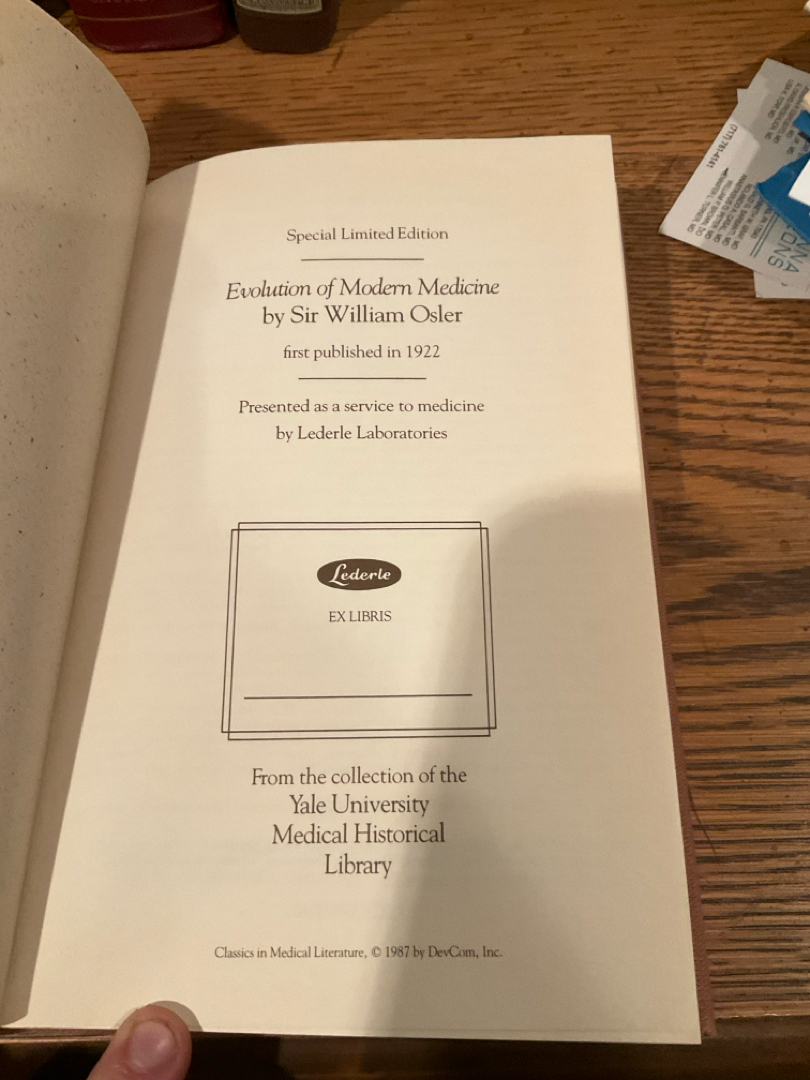 Special Limited Edition
Evolution of Modern Medicine
by Sir William Osler
first published in 1922
Presented as a service to medicine
by Lederle Laboratories
Lederle
EX LIBRIS
From the collection of the
Yale University
Medical Historical
Library
Classics in Medical Literature, © 1987 by DevCom, Inc.